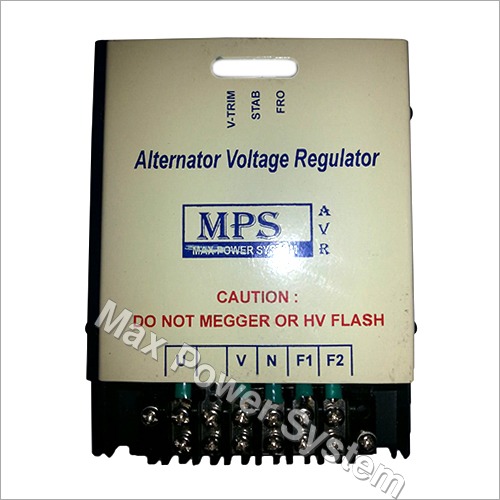 V-TRIM
STAB
FRO
Alternator Voltage Regulator
MPS
AVR
MAX POWER SYSTEM
CAUTION :
DO NOT MEGGER OR HV FLASH
U V N F1 F2
Max Power System